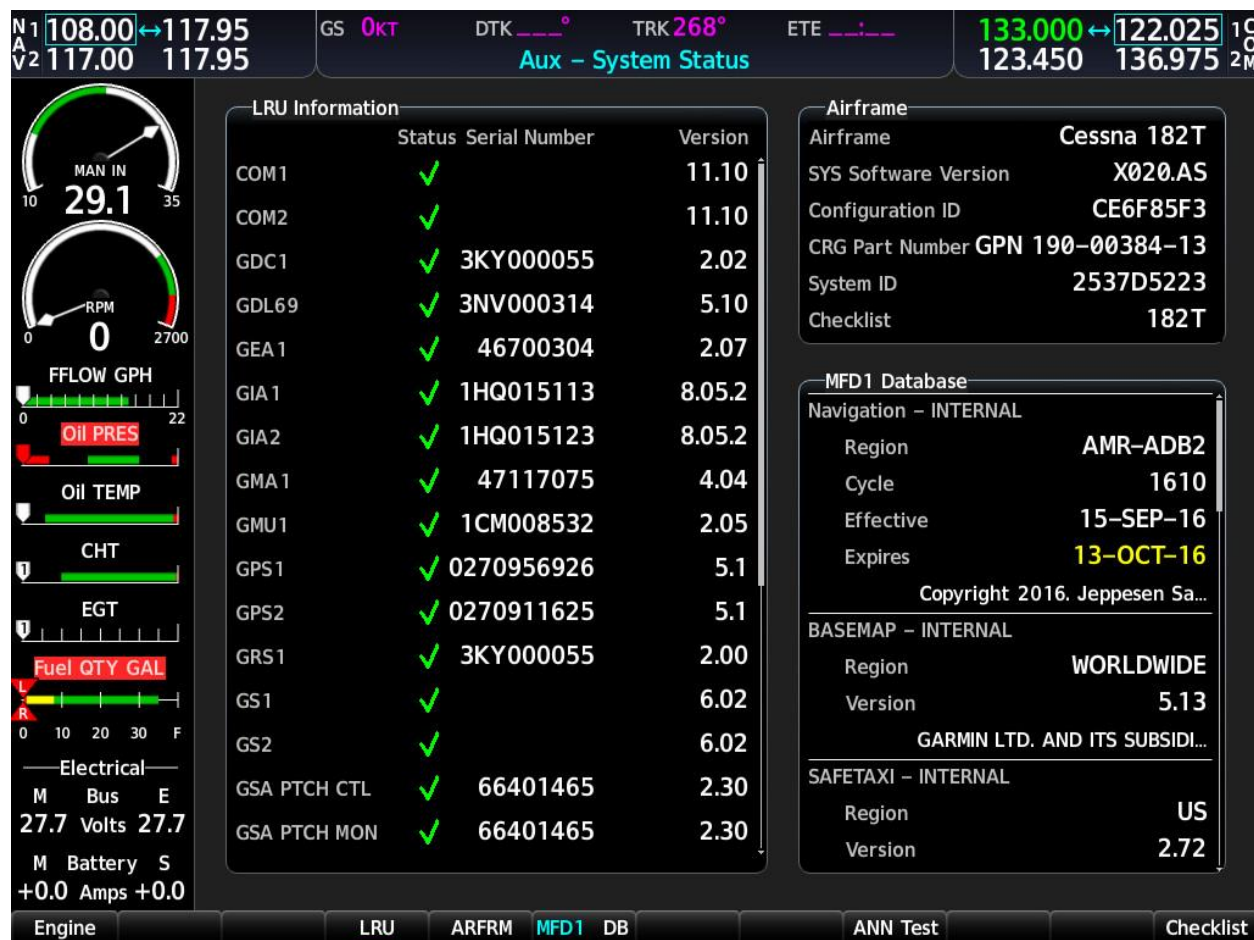 N 1 108.00 ↔ 117.95
A
V 2 117.00 117.95
GS 0KT DTK ___° TRK 268° ETE __:__
Aux – System Status
133.000 ↔ 122.025 1 C
O
123.450 136.975 2 M
MAN IN
29.1
10 35
RPM
0
0 2700
FFLOW GPH
0 22
Oil PRES
Oil TEMP
CHT
1
EGT
1
Fuel QTY GAL
L
R
0 10 20 30 F
Electrical
M Bus E
27.7 Volts 27.7
M Battery S
+0.0 Amps +0.0
LRU Information
Status Serial Number Version
COM1 ✓ 11.10
COM2 ✓ 11.10
GDC1 ✓ 3KY000055 2.02
GDL69 ✓ 3NV000314 5.10
GEA1 ✓ 46700304 2.07
GIA1 ✓ 1HQ015113 8.05.2
GIA2 ✓ 1HQ015123 8.05.2
GMA1 ✓ 47117075 4.04
GMU1 ✓ 1CM008532 2.05
GPS1 ✓ 0270956926 5.1
GPS2 ✓ 0270911625 5.1
GRS1 ✓ 3KY000055 2.00
GS1 ✓ 6.02
GS2 ✓ 6.02
GSA PTCH CTL ✓ 66401465 2.30
GSA PTCH MON ✓ 66401465 2.30
Airframe
Airframe Cessna 182T
SYS Software Version X020.AS
Configuration ID CE6F85F3
CRG Part Number GPN 190–00384–13
System ID 2537D5223
Checklist 182T
MFD1 Database
Navigation – INTERNAL
Region AMR–ADB2
Cycle 1610
Effective 15–SEP–16
Expires 13–OCT–16
Copyright 2016. Jeppesen Sa...
BASEMAP – INTERNAL
Region WORLDWIDE
Version 5.13
GARMIN LTD. AND ITS SUBSIDI...
SAFETAXI – INTERNAL
Region US
Version 2.72
Engine LRU ARFRM MFD1 DB ANN Test Checklist